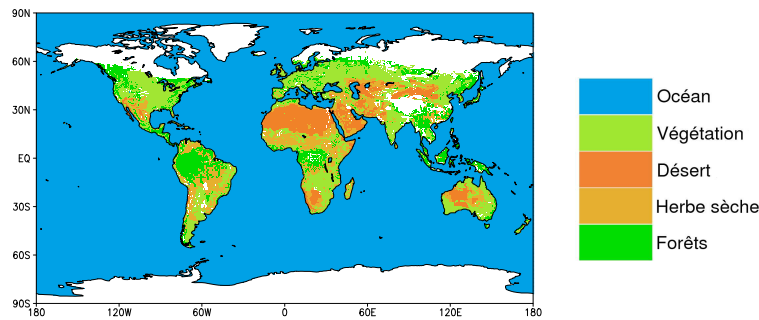 90N
60N
30N
EQ
30S
60S
90S
180 120W 60W 0 60E 120E 180
Océan
Végétation
Désert
Herbe sèche
Forêts